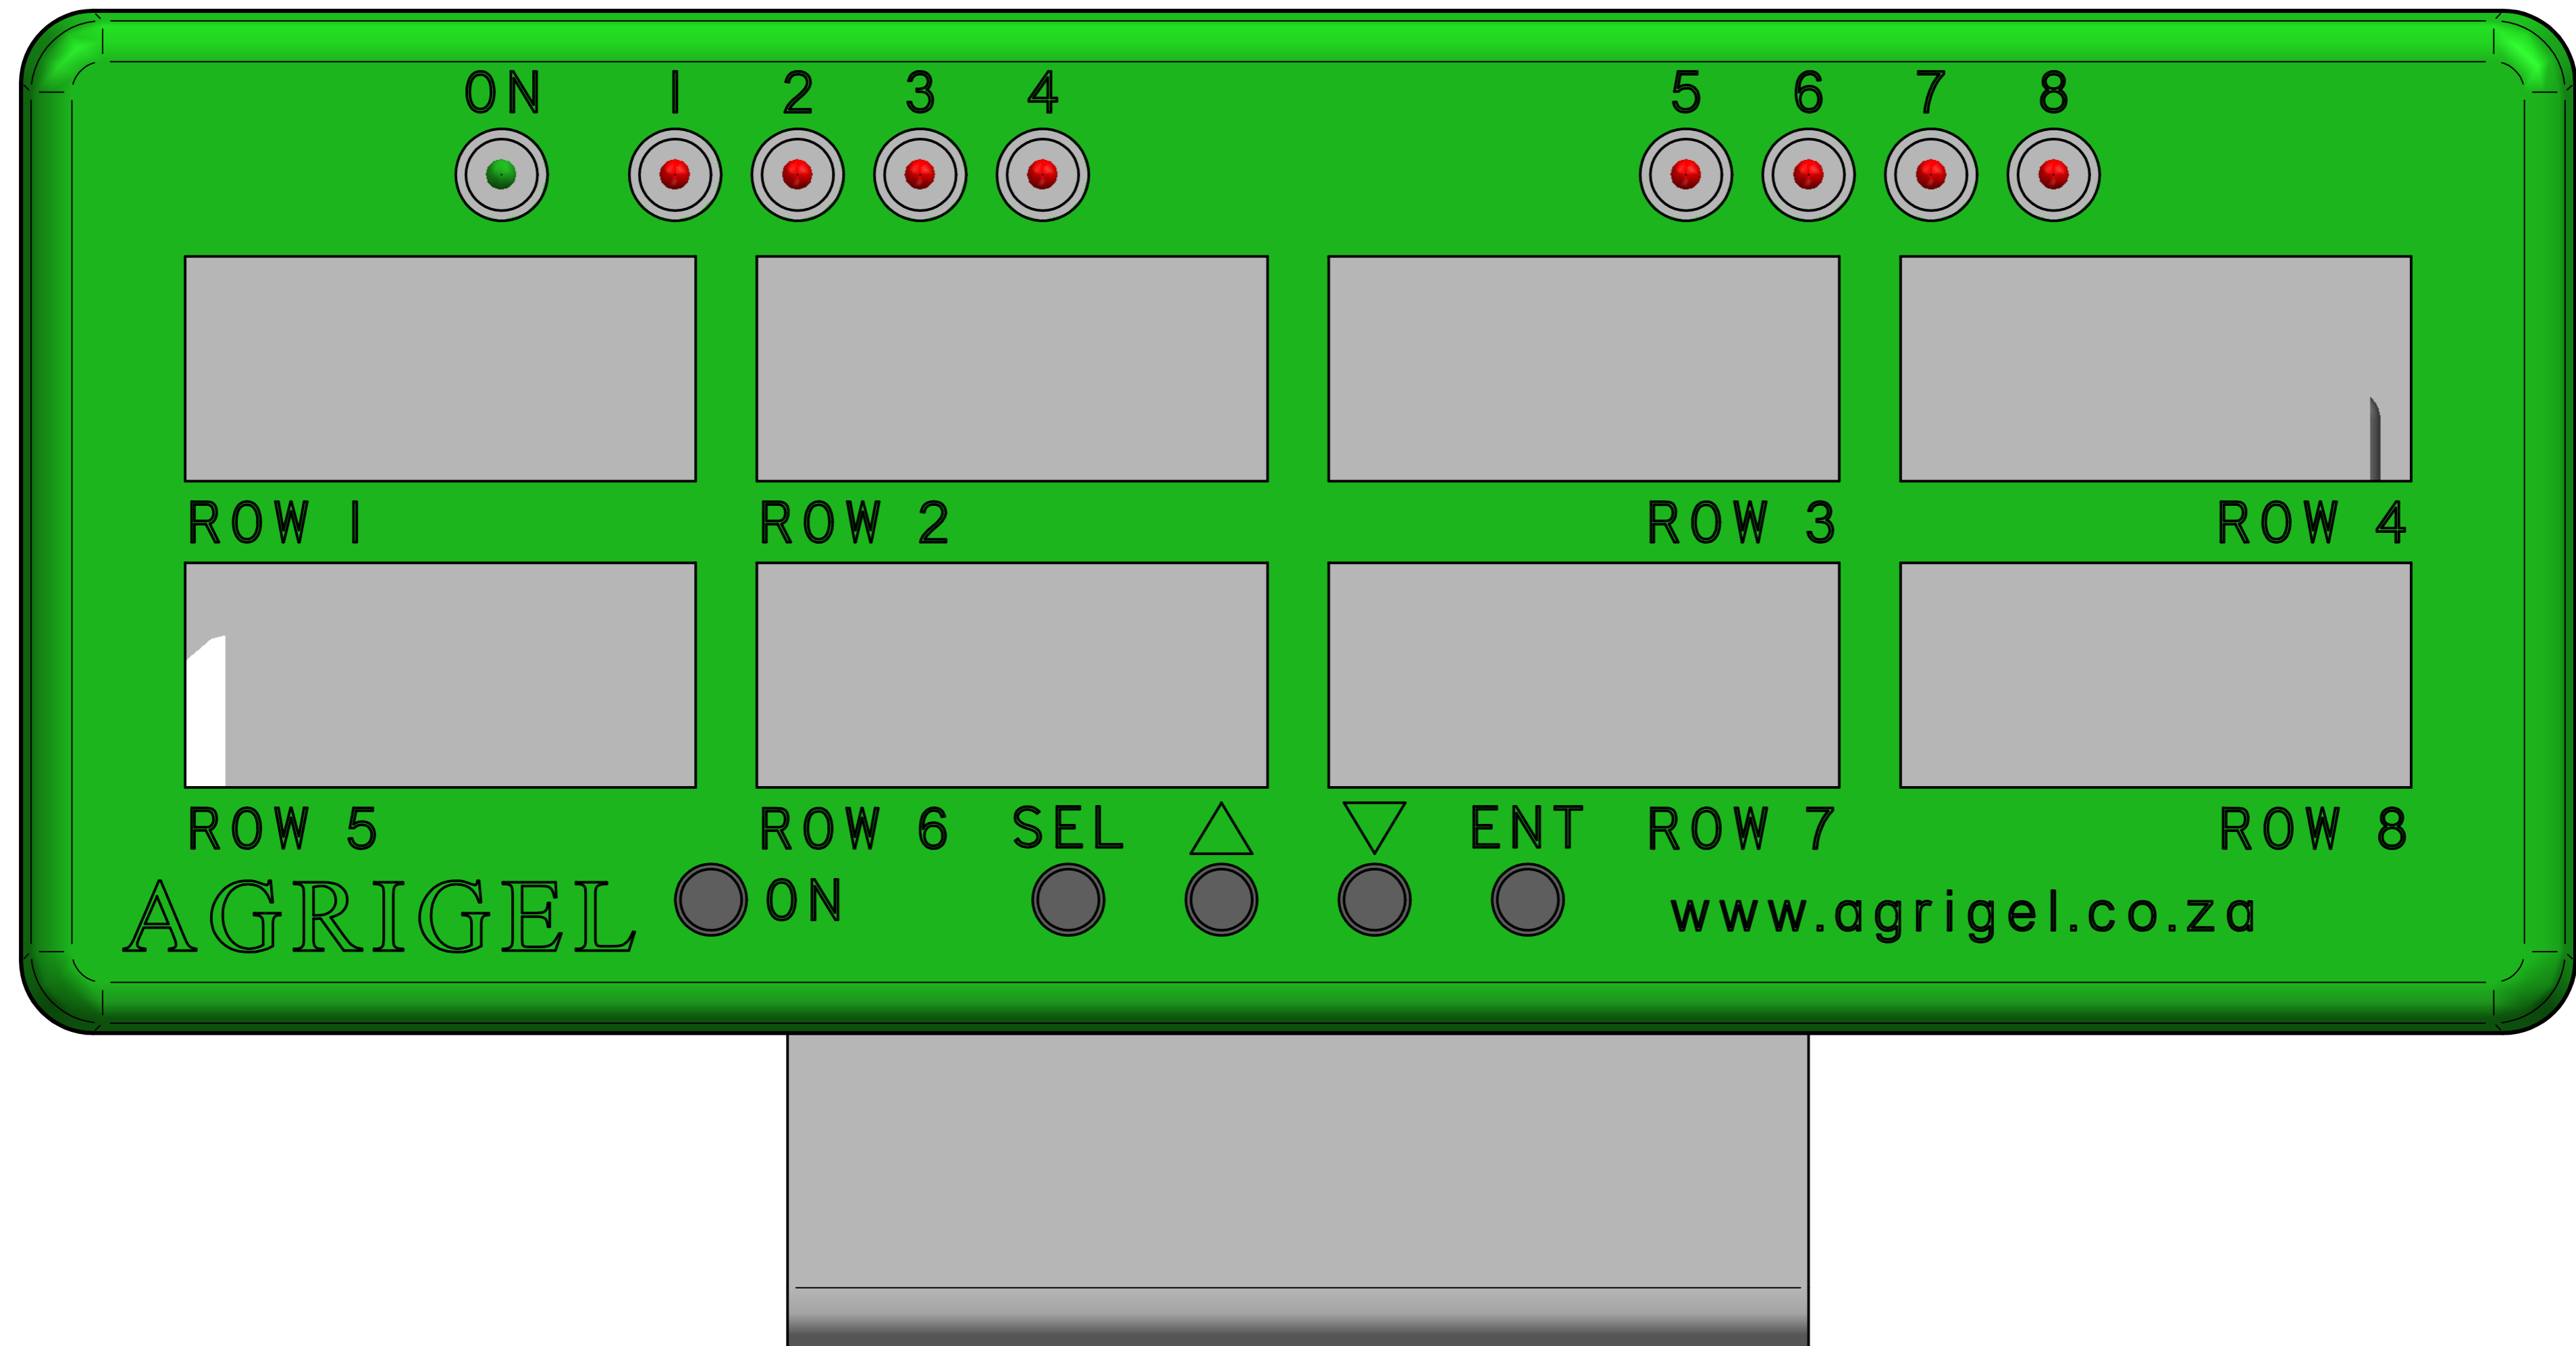 ON 1 2 3 4 5 6 7 8
ROW 1 ROW 2 ROW 3 ROW 4
ROW 5 ROW 6 SEL ENT ROW 7 ROW 8
AGRIGEL ON www.agrigel.co.za